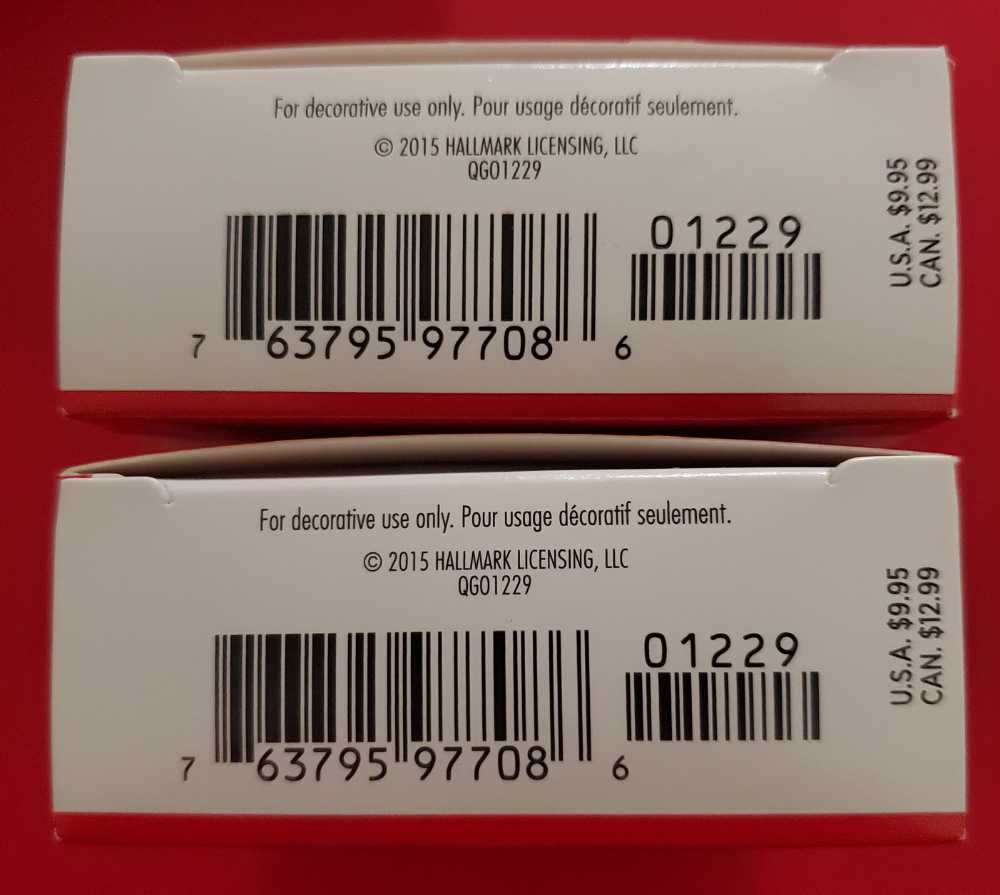 For decorative use only. Pour usage décoratif seulement.
© 2015 HALLMARK LICENSING, LLC
QGO1229
01229
7 63795 97708 6
U.S.A. $9.95
CAN. $12.99
For decorative use only. Pour usage décoratif seulement.
© 2015 HALLMARK LICENSING, LLC
QGO1229
01229
7 63795 97708 6
U.S.A. $9.95
CAN. $12.99